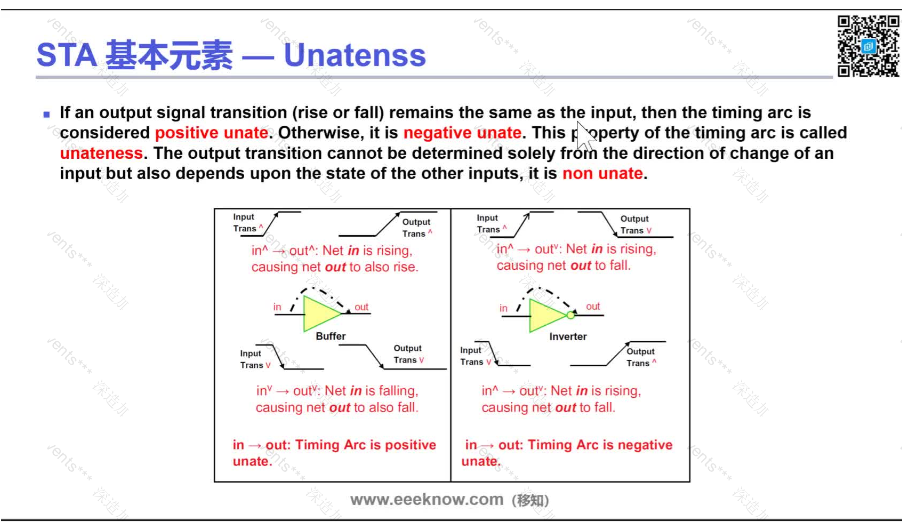 STA 基本元素 — Unatenss
If an output signal transition (rise or fall) remains the same as the input, then the timing arc is
considered positive unate. Otherwise, it is negative unate. This property of the timing arc is called
unateness. The output transition cannot be determined solely from the direction of change of an
input but also depends upon the state of the other inputs, it is non unate.
Input
Trans ^
Output
Trans ^
in^ → out^: Net in is rising,
causing net out to also rise.
in
out
Buffer
Input
Trans v
Output
Trans v
inv → outv: Net in is falling,
causing net out to also fall.
in → out: Timing Arc is positive
unate.
Input
Trans ^
Output
Trans v
in^ → outv: Net in is rising,
causing net out to fall.
in
out
Inverter
Input
Trans v
Output
Trans ^
in^ → outv: Net in is rising,
causing net out to fall.
in → out: Timing Arc is negative
unate.
www.eeeknow.com (移知)